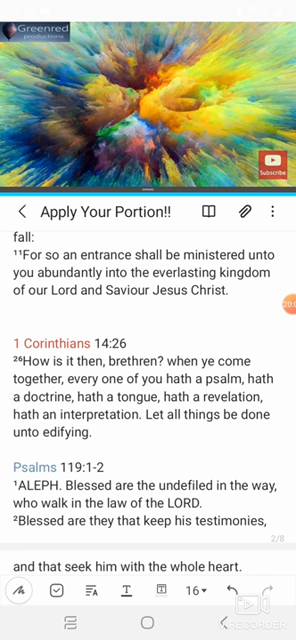 Greenred
productions
Subscribe
Apply Your Portion!!
fall:
¹¹For so an entrance shall be ministered unto
you abundantly into the everlasting kingdom
of our Lord and Saviour Jesus Christ.
1 Corinthians 14:26
²⁶How is it then, brethren? when ye come
together, every one of you hath a psalm, hath
a doctrine, hath a tongue, hath a revelation,
hath an interpretation. Let all things be done
unto edifying.
Psalms 119:1-2
¹ALEPH. Blessed are the undefiled in the way,
who walk in the law of the LORD.
²Blessed are they that keep his testimonies,
2/8
and that seek him with the whole heart.
16
RECORDER